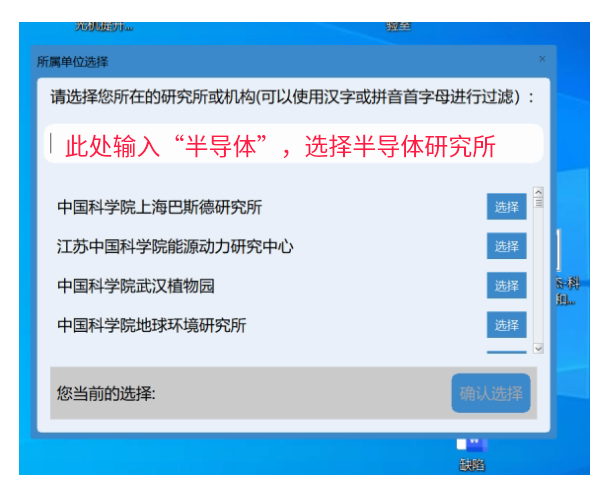 验室
所属单位选择 ×
请选择您所在的研究所或机构(可以使用汉字或拼音首字母进行过滤)：
此处输入“半导体”，选择半导体研究所
中国科学院上海巴斯德研究所 选择
江苏中国科学院能源动力研究中心 选择
中国科学院武汉植物园 选择
中国科学院地球环境研究所 选择
您当前的选择: 确认选择
W
缺陷